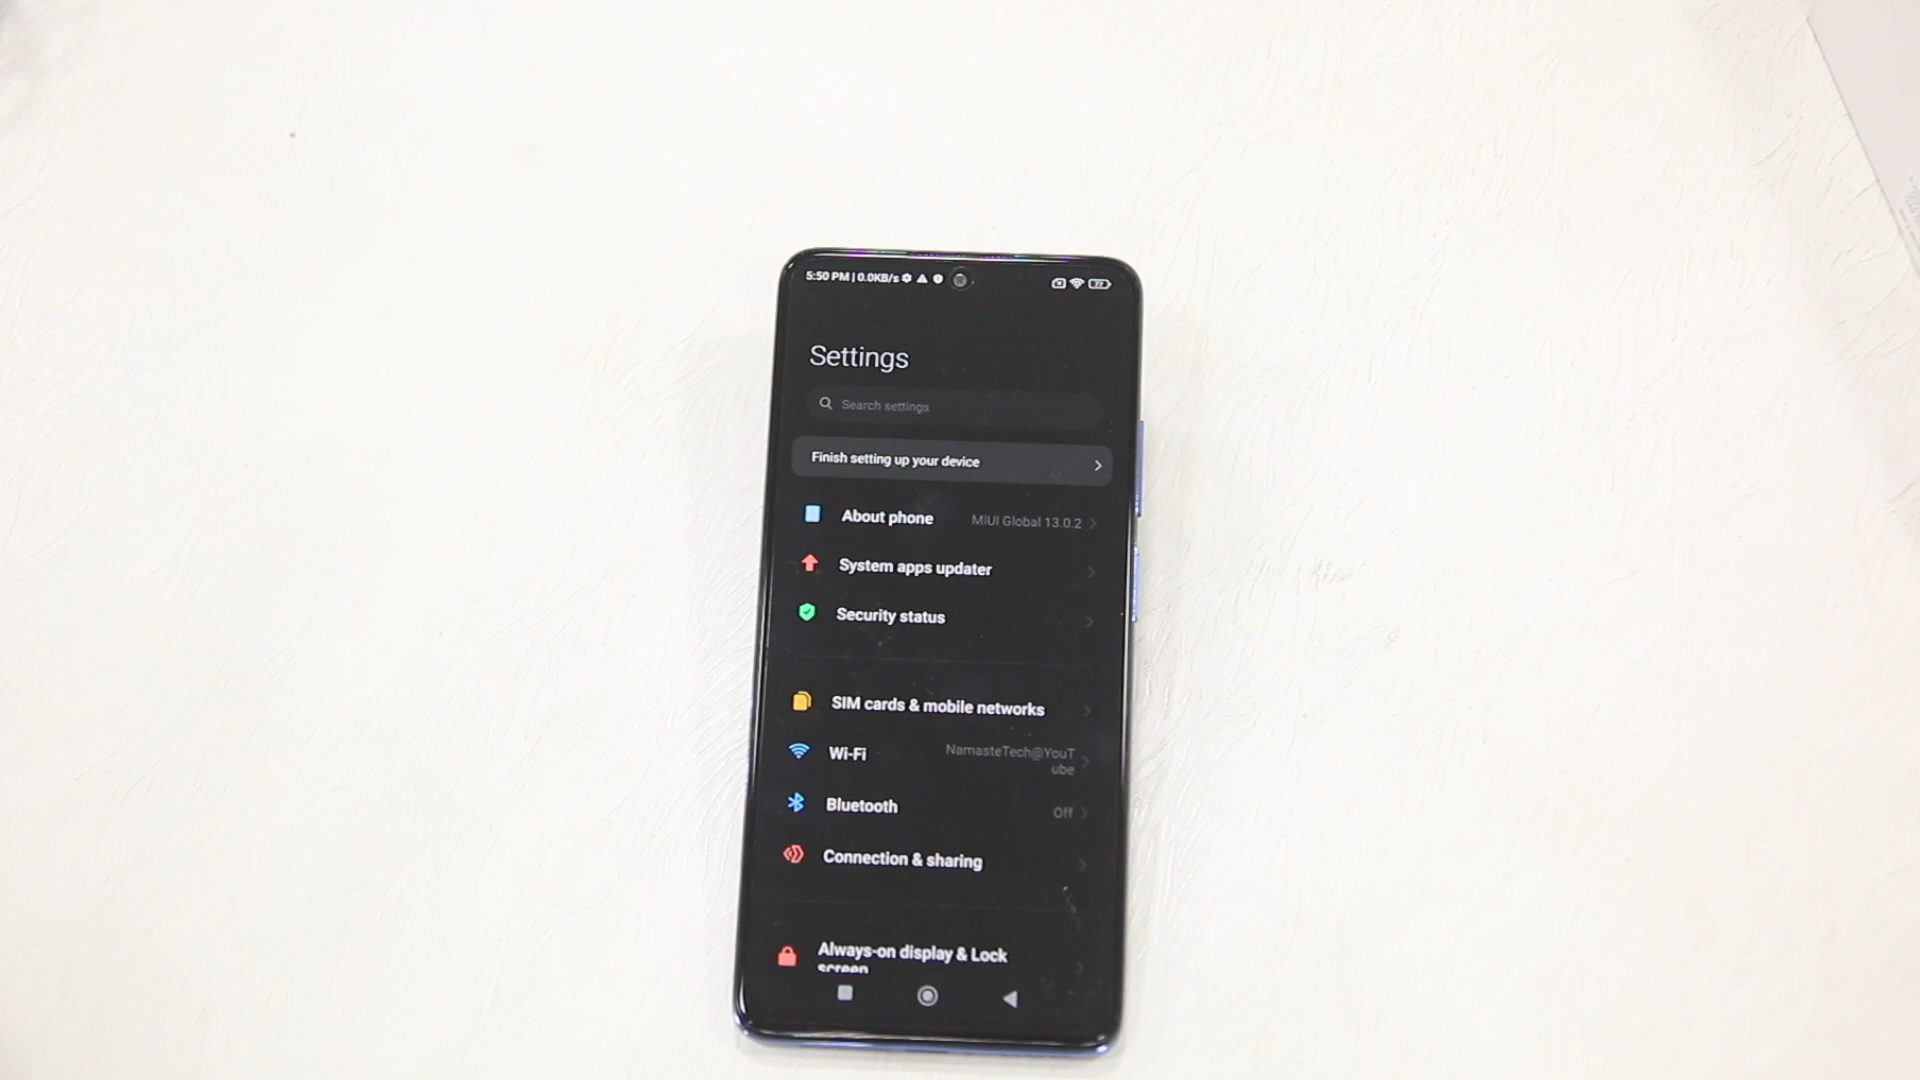 5:50 PM | 0.0KB/s
77
Settings
Search settings
Finish setting up your device
About phone
MIUI Global 13.0.2
System apps updater
Security status
SIM cards & mobile networks
Wi-Fi
NamasteTech@YouT
ube
Bluetooth
Off
Connection & sharing
Always-on display & Lock
screen